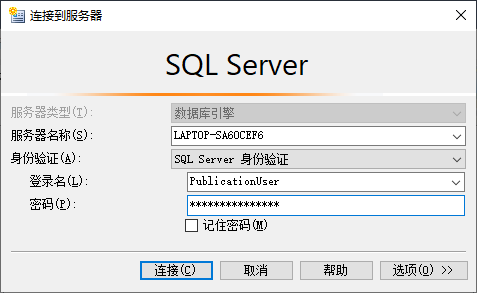 连接到服务器
SQL Server
服务器类型(T): 数据库引擎
服务器名称(S): LAPTOP-SA60CEF6
身份验证(A): SQL Server 身份验证
登录名(L): PublicationUser
密码(P): ***************
记住密码(M)
连接(C) 取消 帮助 选项(O) >>